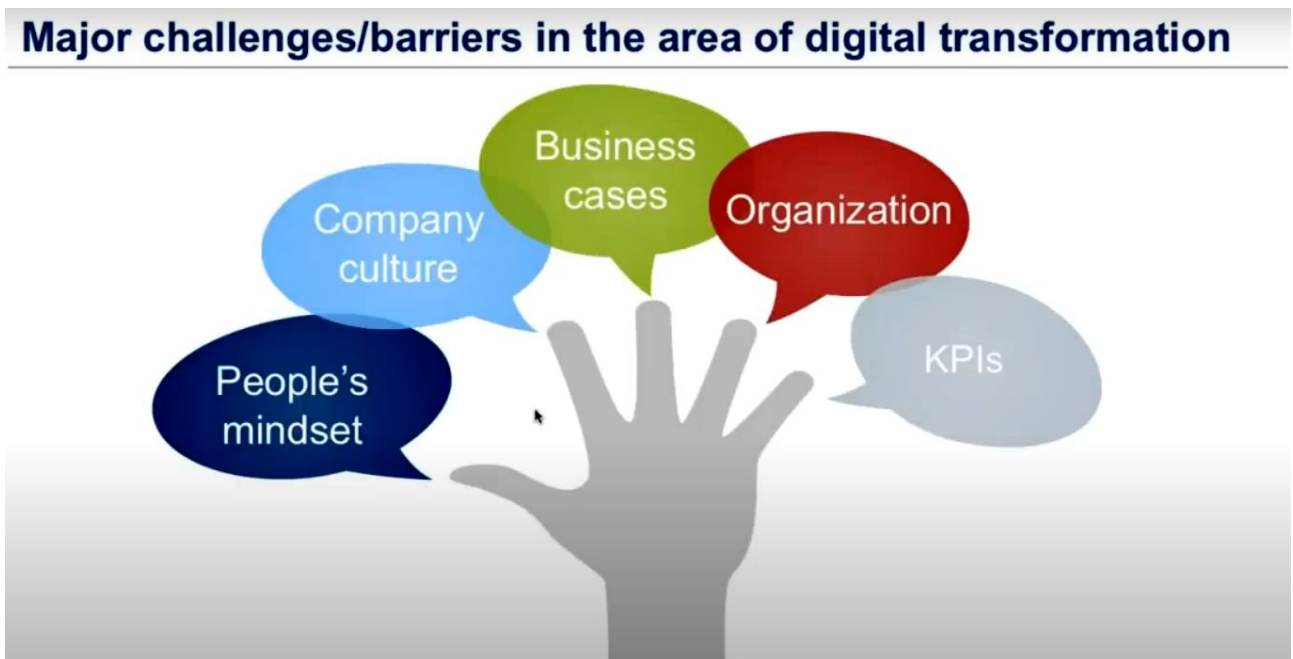 Major challenges/barriers in the area of digital transformation
People’s
mindset
Company
culture
Business
cases
Organization
KPIs